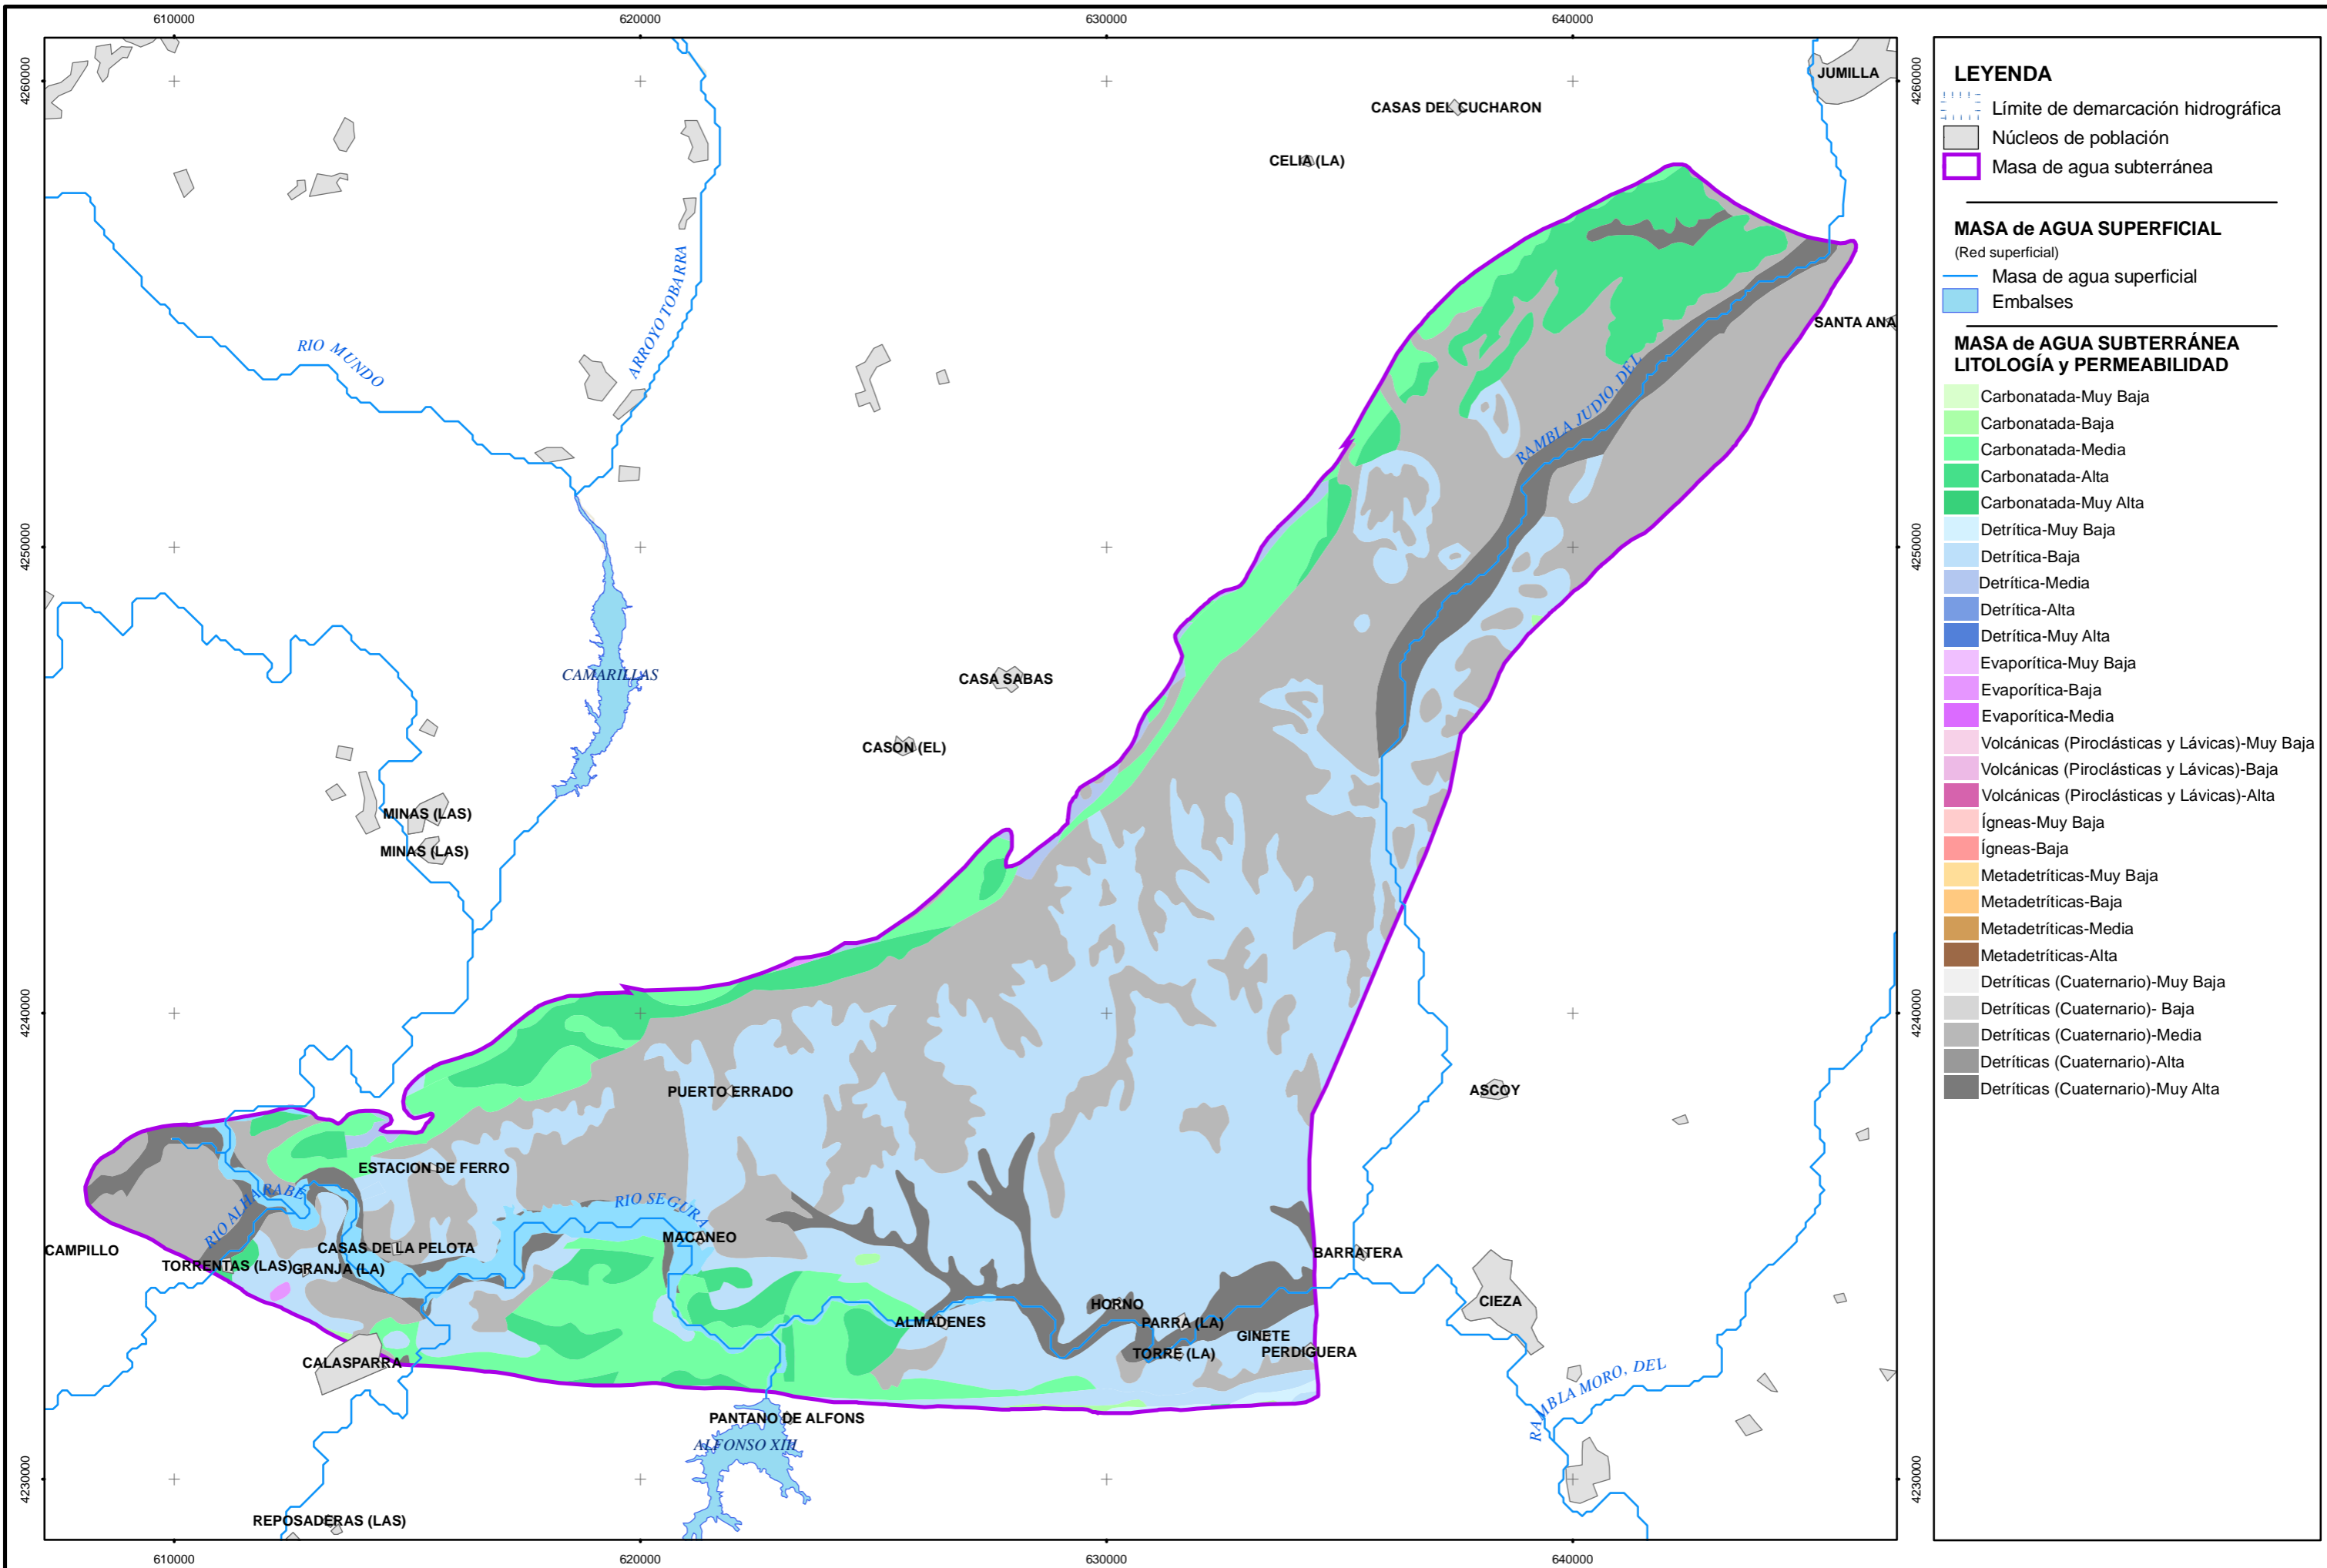 610000
620000
630000
640000
4260000
4260000
JUMILLA
CASAS DEL CUCHARON
CELIA (LA)
ARROYO TOBARRA
RIO MUNDO
SANTA ANA
RAMBLA JUDIO, DEL
4250000
4250000
CAMARILLAS
CASA SABAS
CASON (EL)
MINAS (LAS)
MINAS (LAS)
4240000
4240000
PUERTO ERRADO
ASCOY
ESTACION DE FERRO
RIO ALHARABE
RIO SEGURA
MACANEO
CAMPILLO
CASAS DE LA PELOTA
TORRENTAS (LAS)
GRANJA (LA)
BARRATERA
CIEZA
HORNO
ALMADENES
PARRA (LA)
GINETE
TORRE (LA)
PERDIGUERA
CALASPARRA
RAMBLA MORO, DEL
PANTANO DE ALFONS
ALFONSO XIII
4230000
4230000
REPOSADERAS (LAS)
610000
620000
630000
640000
LEYENDA
Límite de demarcación hidrográfica
Núcleos de población
Masa de agua subterránea
MASA de AGUA SUPERFICIAL
(Red superficial)
Masa de agua superficial
Embalses
MASA de AGUA SUBTERRÁNEA
LITOLOGÍA y PERMEABILIDAD
Carbonatada-Muy Baja
Carbonatada-Baja
Carbonatada-Media
Carbonatada-Alta
Carbonatada-Muy Alta
Detrítica-Muy Baja
Detrítica-Baja
Detrítica-Media
Detrítica-Alta
Detrítica-Muy Alta
Evaporítica-Muy Baja
Evaporítica-Baja
Evaporítica-Media
Volcánicas (Piroclásticas y Lávicas)-Muy Baja
Volcánicas (Piroclásticas y Lávicas)-Baja
Volcánicas (Piroclásticas y Lávicas)-Alta
Ígneas-Muy Baja
Ígneas-Baja
Metadetríticas-Muy Baja
Metadetríticas-Baja
Metadetríticas-Media
Metadetríticas-Alta
Detríticas (Cuaternario)-Muy Baja
Detríticas (Cuaternario)- Baja
Detríticas (Cuaternario)-Media
Detríticas (Cuaternario)-Alta
Detríticas (Cuaternario)-Muy Alta